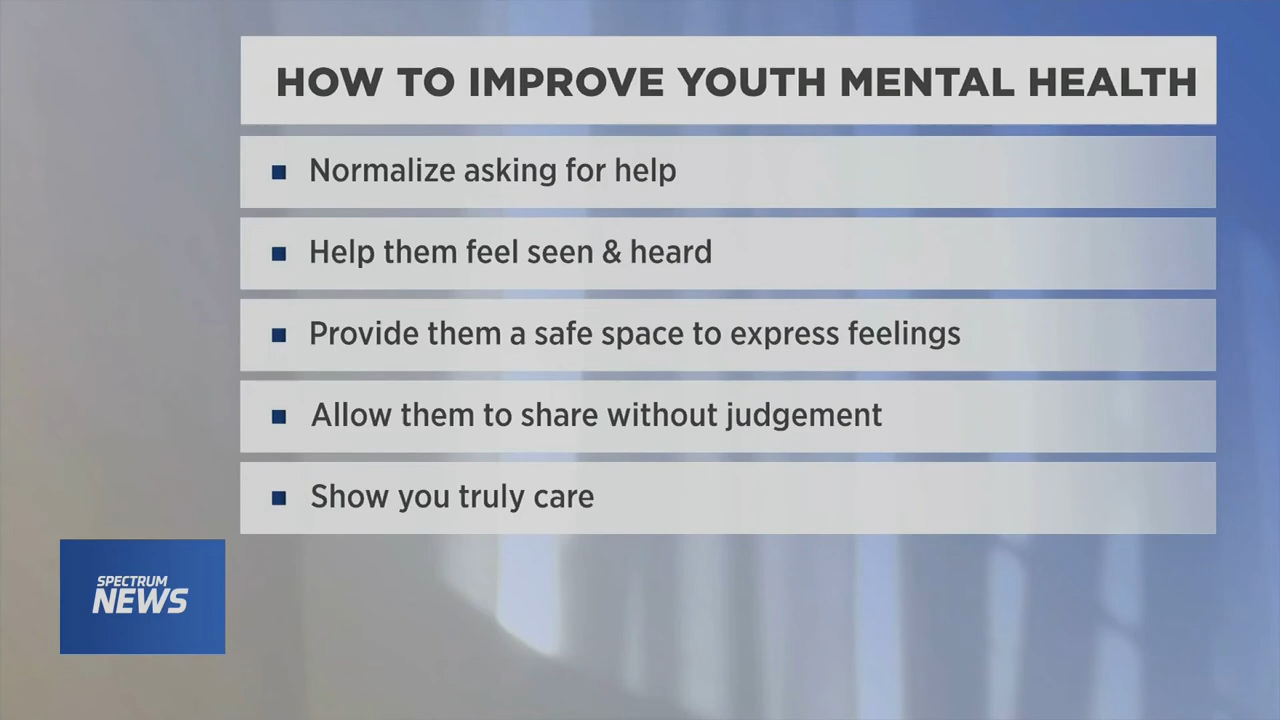 HOW TO IMPROVE YOUTH MENTAL HEALTH
Normalize asking for help
Help them feel seen & heard
Provide them a safe space to express feelings
Allow them to share without judgement
Show you truly care
SPECTRUM
NEWS